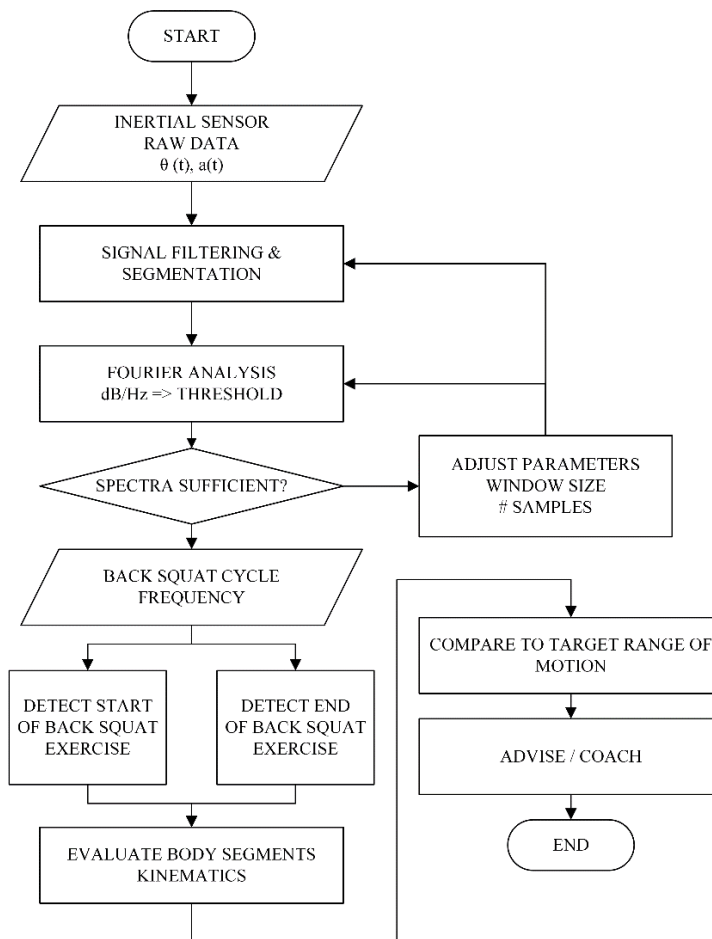 START
INERTIAL SENSOR
RAW DATA
θ (t), a(t)
SIGNAL FILTERING &
SEGMENTATION
FOURIER ANALYSIS
dB/Hz => THRESHOLD
SPECTRA SUFFICIENT?
ADJUST PARAMETERS
WINDOW SIZE
# SAMPLES
BACK SQUAT CYCLE
FREQUENCY
DETECT START
OF BACK SQUAT
EXERCISE
DETECT END
OF BACK SQUAT
EXERCISE
EVALUATE BODY SEGMENTS
KINEMATICS
COMPARE TO TARGET RANGE OF
MOTION
ADVISE / COACH
END